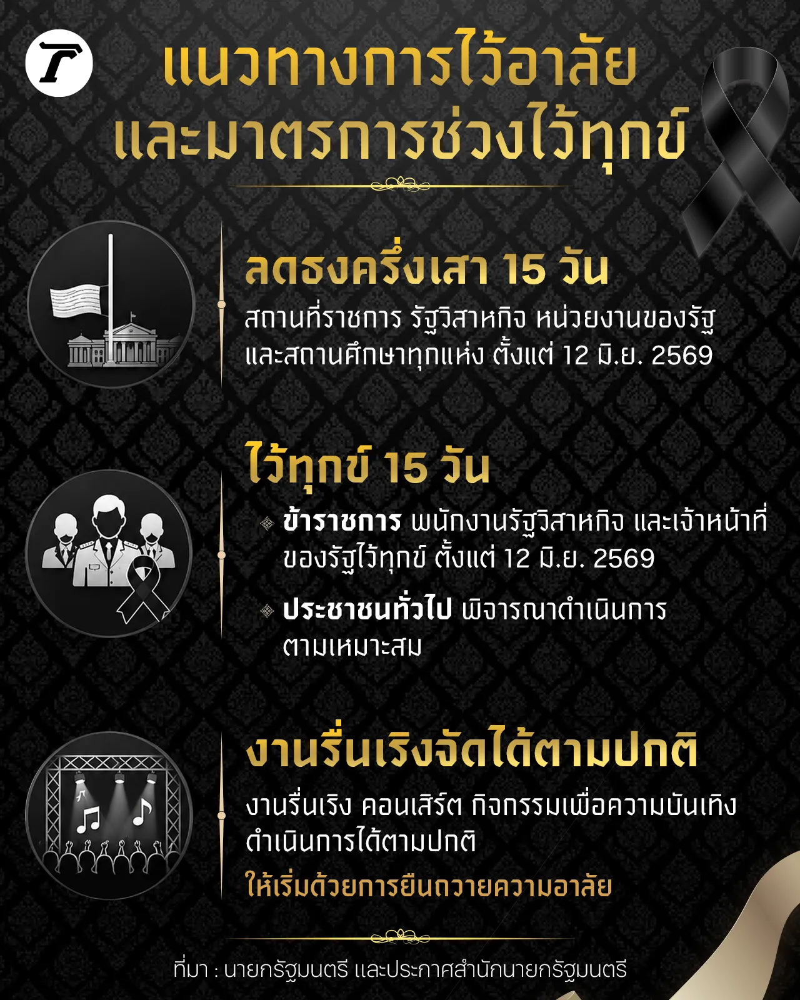 T
แนวทางการไว้อาลัย
และมาตรการช่วงไว้ทุกข์
ลดธงครึ่งเสา 15 วัน
สถานที่ราชการ รัฐวิสาหกิจ หน่วยงานของรัฐ
และสถานศึกษาทุกแห่ง ตั้งแต่ 12 มิ.ย. 2569
ไว้ทุกข์ 15 วัน
ข้าราชการ พนักงานรัฐวิสาหกิจ และเจ้าหน้าที่
ของรัฐไว้ทุกข์ ตั้งแต่ 12 มิ.ย. 2569
ประชาชนทั่วไป พิจารณาดำเนินการ
ตามเหมาะสม
งานรื่นเริงจัดได้ตามปกติ
งานรื่นเริง คอนเสิร์ต กิจกรรมเพื่อความบันเทิง
ดำเนินการได้ตามปกติ
ให้เริ่มด้วยการยืนถวายความอาลัย
ที่มา : นายกรัฐมนตรี และประกาศสำนักนายกรัฐมนตรี